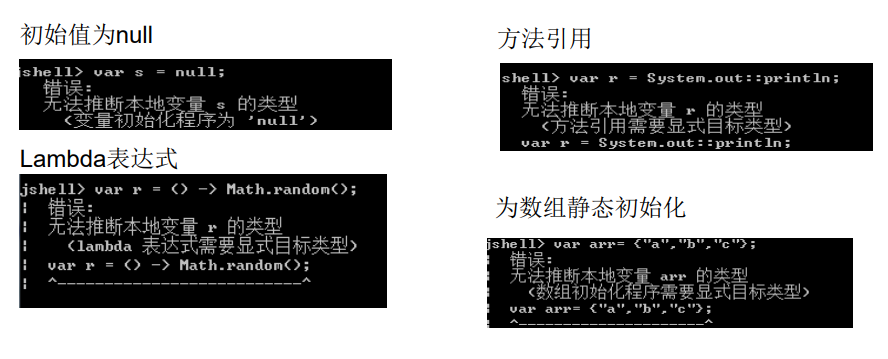 初始值为null
jshell> var s = null;
错误:
无法推断本地变量 s 的类型
(变量初始化程序为 'null')
Lambda表达式
jshell> var r = () -> Math.random();
| 错误:
| 无法推断本地变量 r 的类型
| (lambda 表达式需要显式目标类型)
| var r = () -> Math.random();
| ^--------------------------^
方法引用
shell> var r = System.out::println;
错误:
无法推断本地变量 r 的类型
(方法引用需要显式目标类型)
var r = System.out::println;
为数组静态初始化
jshell> var arr= {"a","b","c"};
| 错误:
| 无法推断本地变量 arr 的类型
| (数组初始化程序需要显式目标类型)
| var arr= {"a","b","c"};
| ^---------------------^